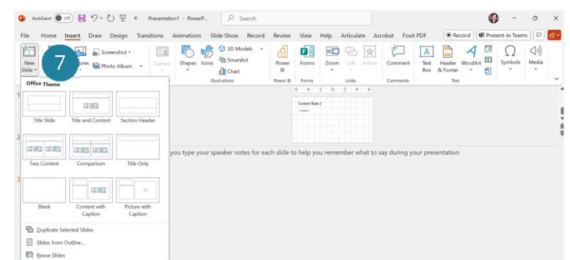 AutoSave Off Presentation1 - PowerP... Search
File Home Insert Draw Design Transitions Animations Slide Show Record Review View Help Articulate Acrobat Foxit PDF Record Present in Teams
New Slide 7 Screenshot Photo Album Cameo Shapes Icons 3D Models SmartArt Chart Power BI Forms Zoom Link Action Comment Text Box Header & Footer WordArt Symbols Media
Illustrations Power BI Forms Links Comments Text
Office Theme
Title Slide Title and Content Section Header
Two Content Comparison Title Only
you type your speaker notes for each slide to help you remember what to say during your presentation
Blank Content with Caption Picture with Caption
Duplicate Selected Slides
Slides from Outline...
Reuse Slides